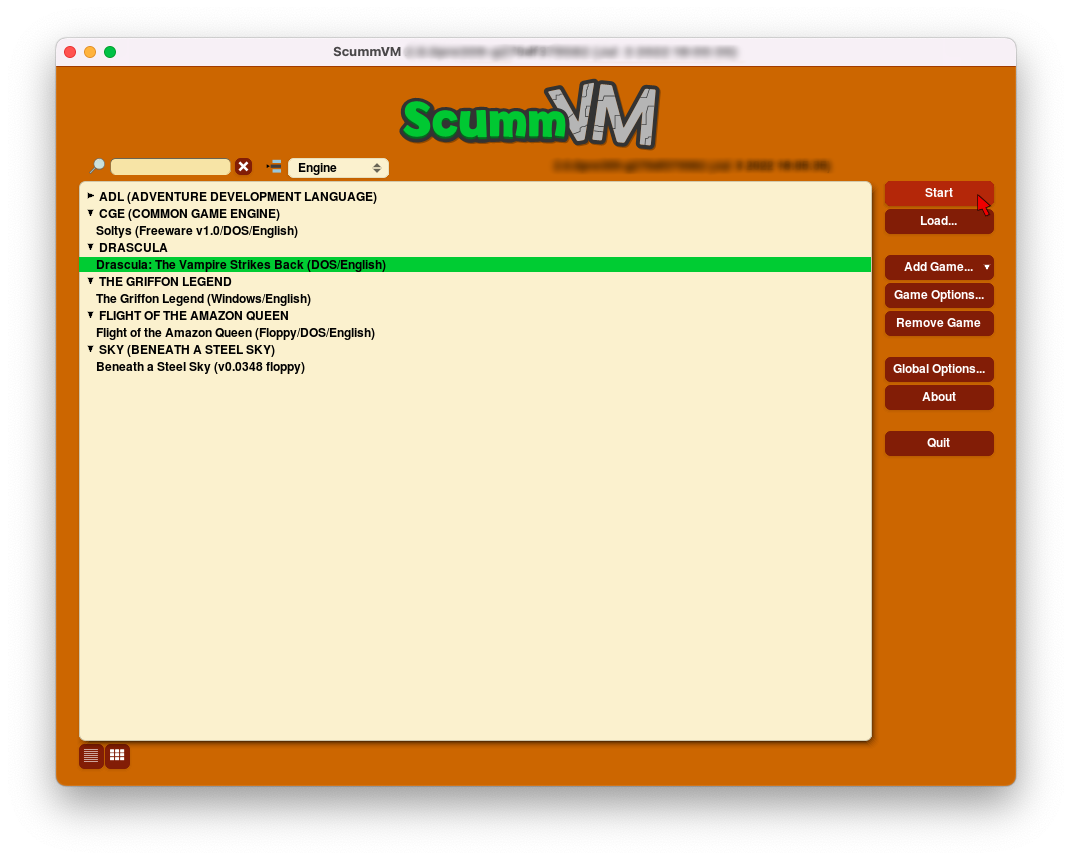 ScummVM
ScummVM
Engine
ADL (ADVENTURE DEVELOPMENT LANGUAGE)
CGE (COMMON GAME ENGINE)
Soltys (Freeware v1.0/DOS/English)
DRASCULA
Drascula: The Vampire Strikes Back (DOS/English)
THE GRIFFON LEGEND
The Griffon Legend (Windows/English)
FLIGHT OF THE AMAZON QUEEN
Flight of the Amazon Queen (Floppy/DOS/English)
SKY (BENEATH A STEEL SKY)
Beneath a Steel Sky (v0.0348 floppy)
Start
Load...
Add Game...
Game Options...
Remove Game
Global Options...
About
Quit